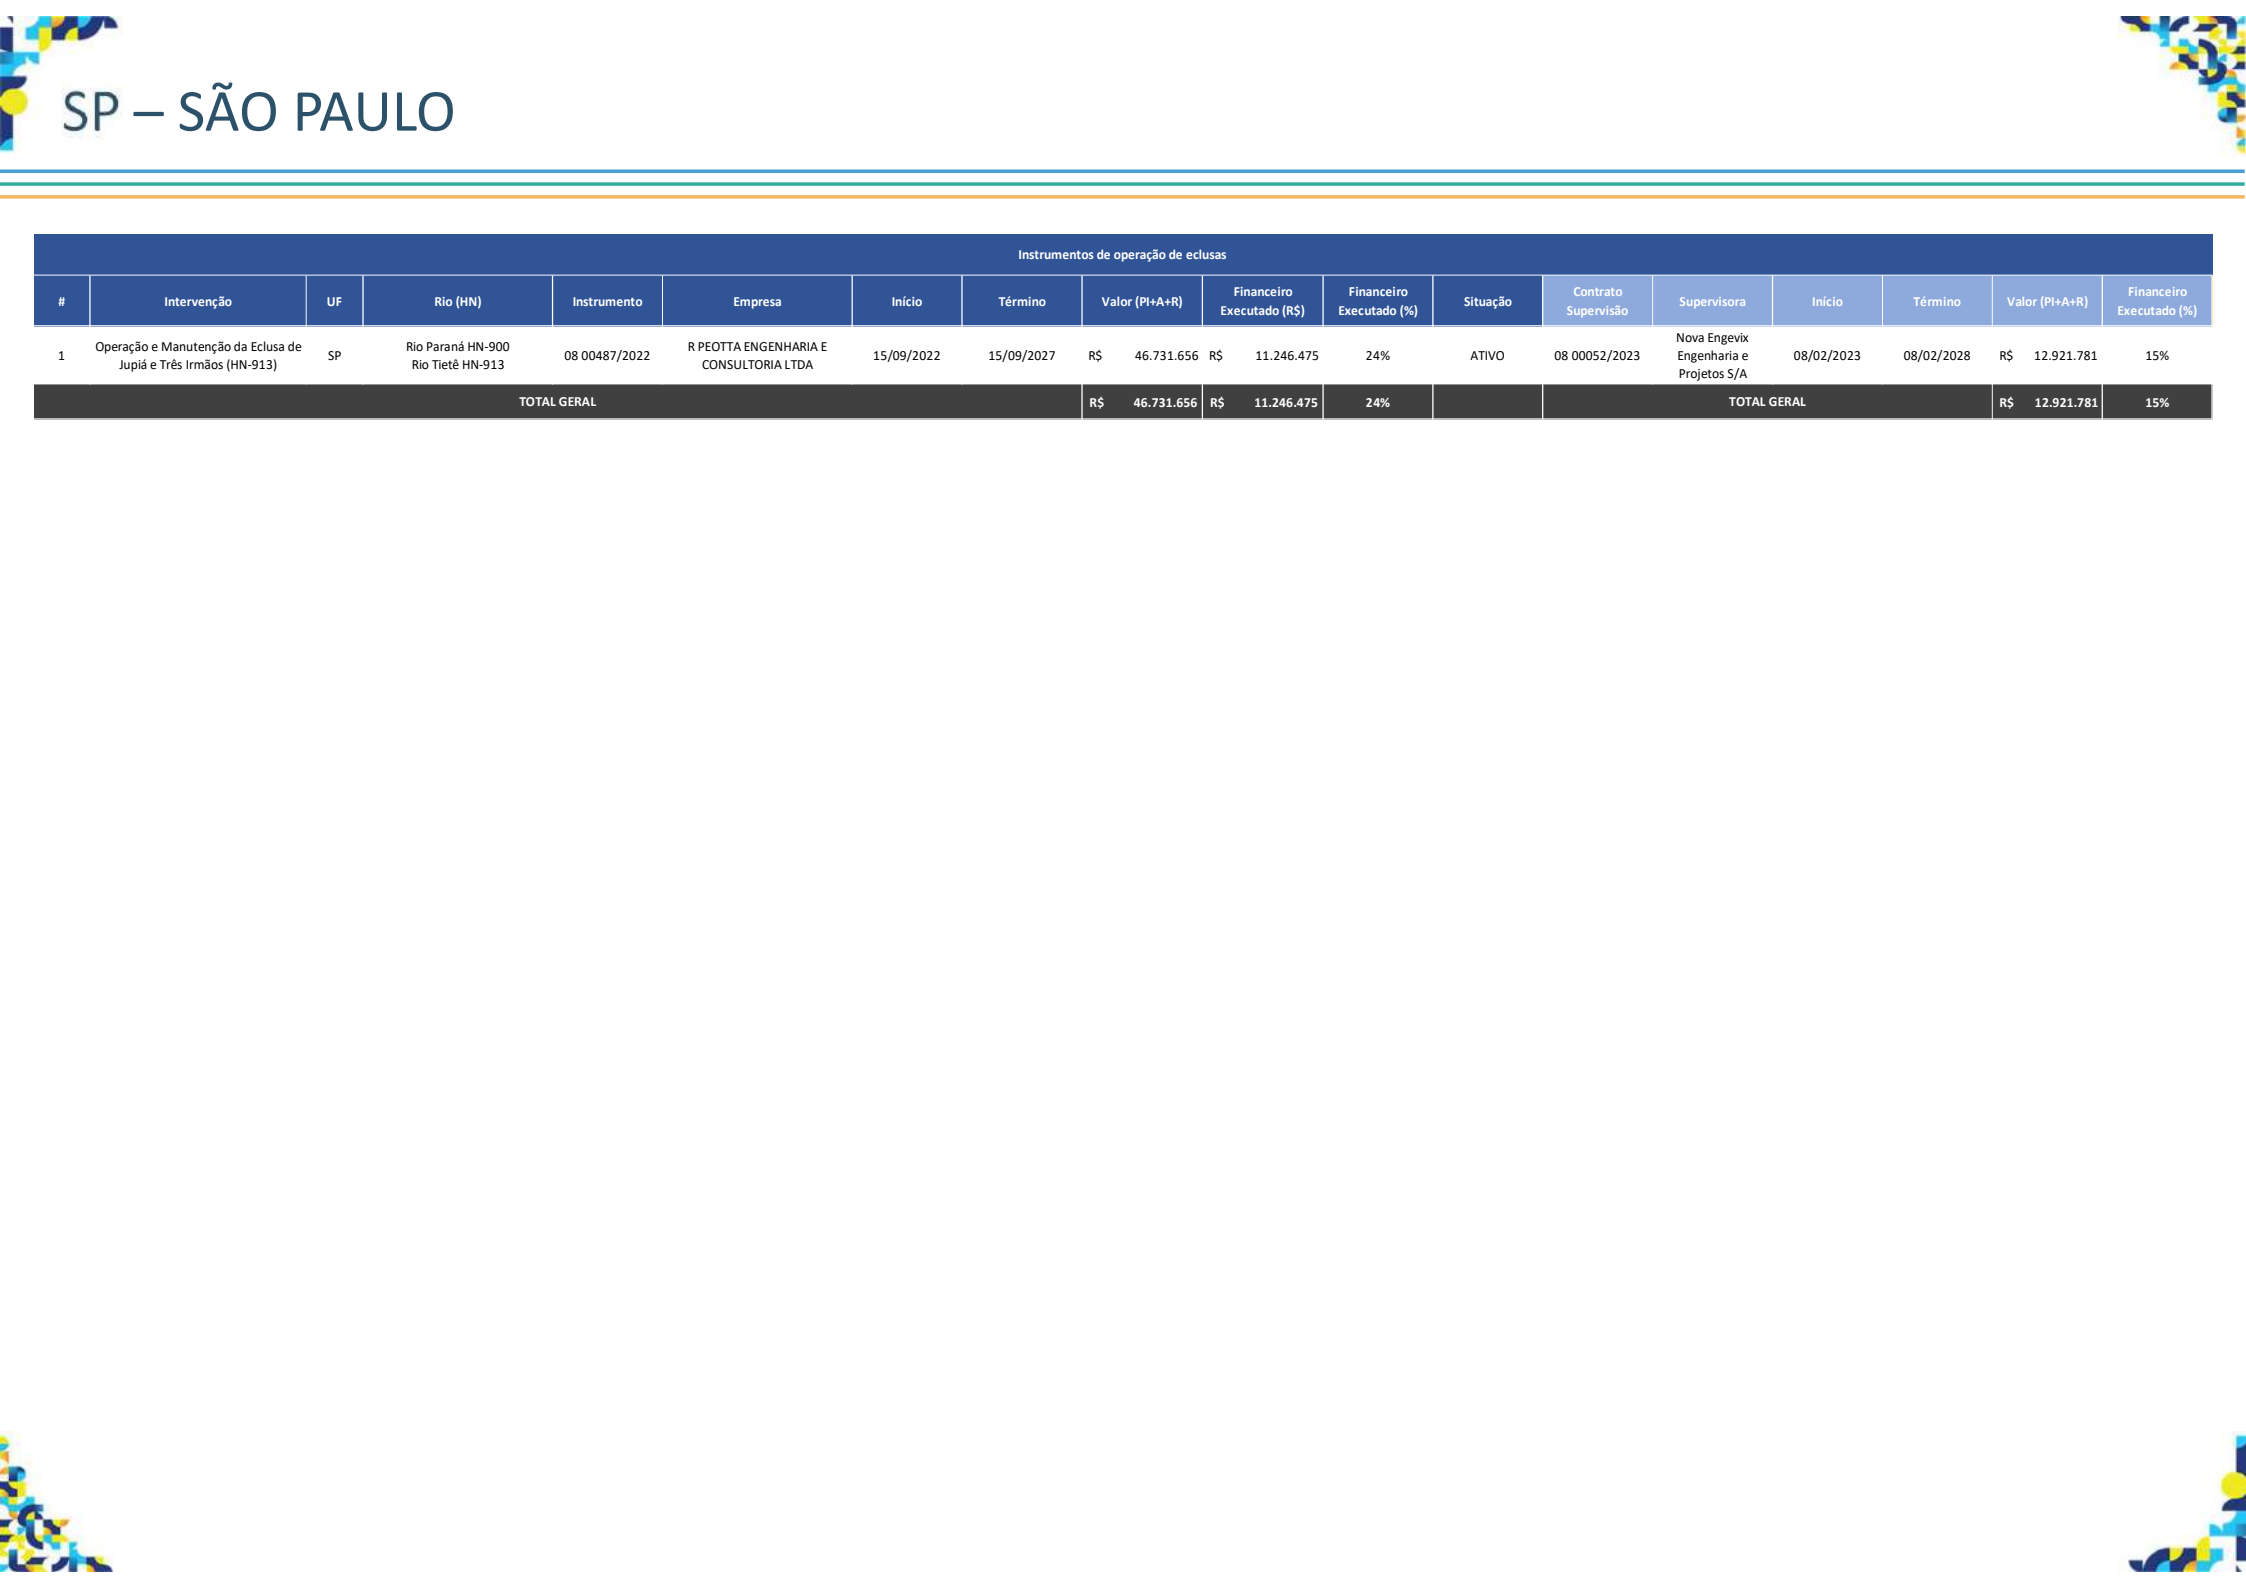 SP – SÃO PAULO
Instrumentos de operação de eclusas
# Intervenção UF Rio (HN) Instrumento Empresa Início Término Valor (PI+A+R) Financeiro Executado (R$) Financeiro Executado (%) Situação Contrato Supervisão Supervisora Início Término Valor (PI+A+R) Financeiro Executado (%)
1 Operação e Manutenção da Eclusa de Jupiá e Três Irmãos (HN-913) SP Rio Paraná HN-900 Rio Tietê HN-913 08 00487/2022 R PEOTTA ENGENHARIA E CONSULTORIA LTDA 15/09/2022 15/09/2027 R$ 46.731.656 R$ 11.246.475 24% ATIVO 08 00052/2023 Nova Engevix Engenharia e Projetos S/A 08/02/2023 08/02/2028 R$ 12.921.781 15%
TOTAL GERAL R$ 46.731.656 R$ 11.246.475 24% TOTAL GERAL R$ 12.921.781 15%